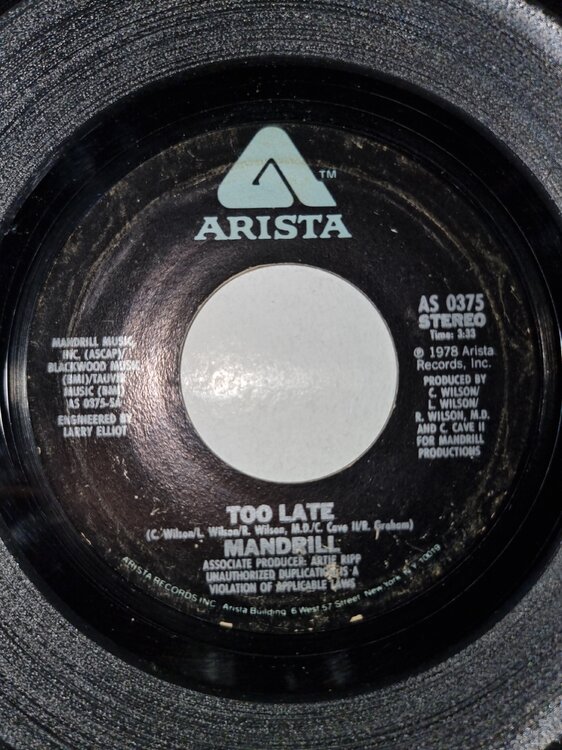 ARISTA
TM
AS 0375
STEREO
Time: 3:33
℗ 1978 Arista
Records, Inc.
PRODUCED BY
C. WILSON/
L. WILSON/
R. WILSON, M.D.
AND C. CAVE II
FOR MANDRILL
PRODUCTIONS
MANDRILL MUSIC,
INC. (ASCAP)/
BLACKWOOD MUSIC
(BMI)/TAUVIR
MUSIC (BMI)
AS 0375-SA
ENGINEERED BY
LARRY ELLIOT
TOO LATE
(C. Wilson/L. Wilson/R. Wilson, M.D./C. Cave II/R. Graham)
MANDRILL
ASSOCIATE PRODUCER: ARTIE RIPP
UNAUTHORIZED DUPLICATION IS A
VIOLATION OF APPLICABLE LAWS
ARISTA RECORDS INC. Arista Building, 6 West 57 Street, New York, N.Y. 10019